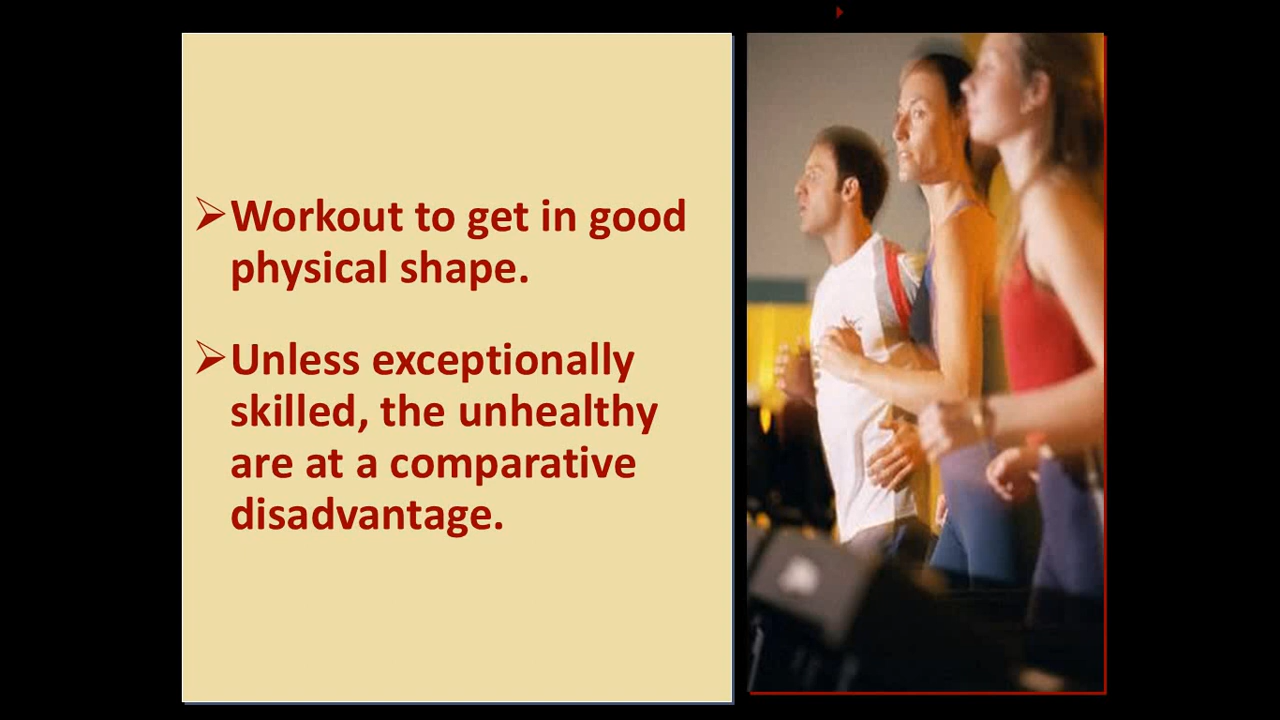 Workout to get in good
physical shape.
Unless exceptionally
skilled, the unhealthy
are at a comparative
disadvantage.